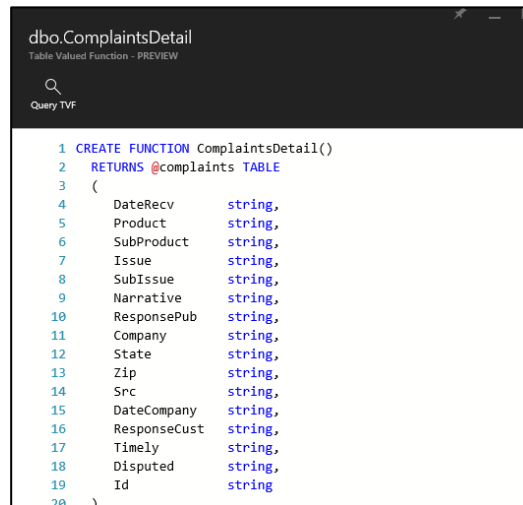 dbo.ComplaintsDetail
Table Valued Function - PREVIEW
Query TVF
1 CREATE FUNCTION ComplaintsDetail()
2 RETURNS @complaints TABLE
3 (
4 DateRecv string,
5 Product string,
6 SubProduct string,
7 Issue string,
8 SubIssue string,
9 Narrative string,
10 ResponsePub string,
11 Company string,
12 State string,
13 Zip string,
14 Src string,
15 DateCompany string,
16 ResponseCust string,
17 Timely string,
18 Disputed string,
19 Id string
20 )